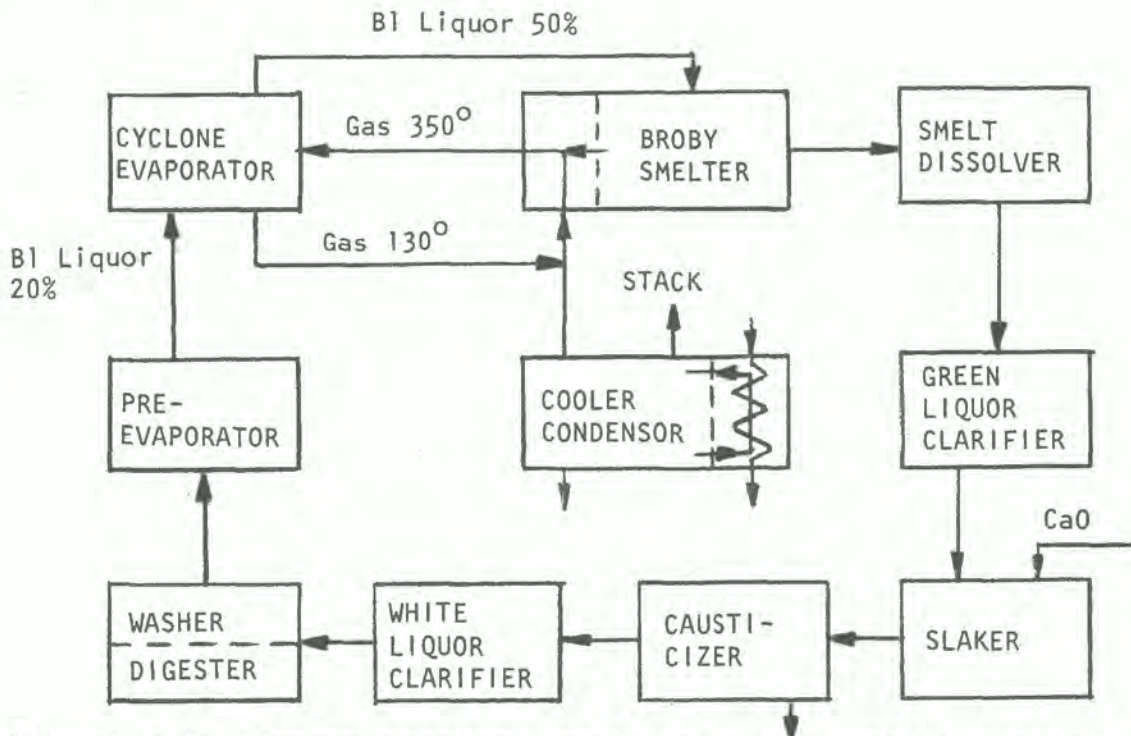 Bl Liquor 50%
CYCLONE
EVAPORATOR
Gas 350°
BROBY
SMELTER
SMELT
DISSOLVER
Gas 130°
Bl Liquor
20%
STACK
PRE-
EVAPORATOR
COOLER
CONDENSOR
GREEN
LIQUOR
CLARIFIER
CaO
WASHER
DIGESTER
WHITE
LIQUOR
CLARIFIER
CAUSTI-
CIZER
SLAKER